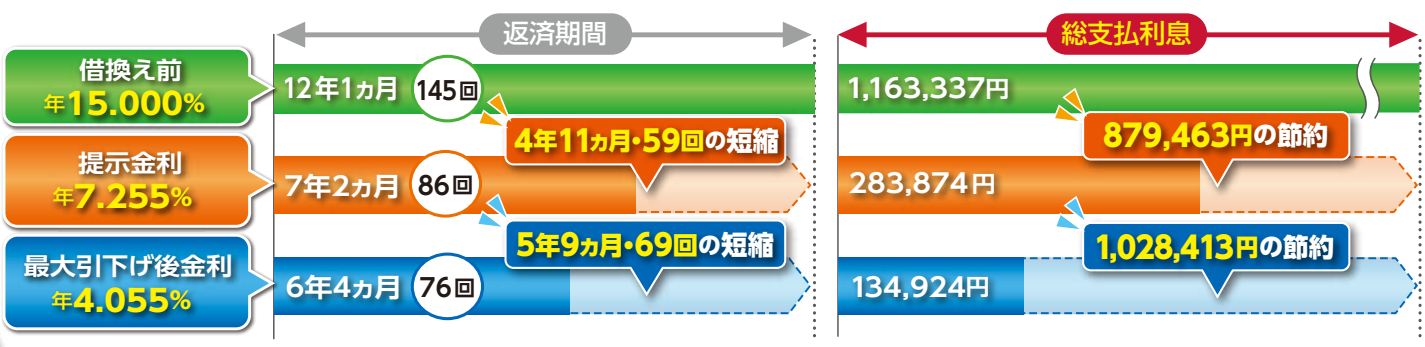 返済期間
総支払利息
借換え前
年15.000%
12年1ヵ月 145回
1,163,337円
4年11ヵ月・59回の短縮
879,463円の節約
提示金利
年7.255%
7年2ヵ月 86回
283,874円
5年9ヵ月・69回の短縮
1,028,413円の節約
最大引下げ後金利
年4.055%
6年4ヵ月 76回
134,924円